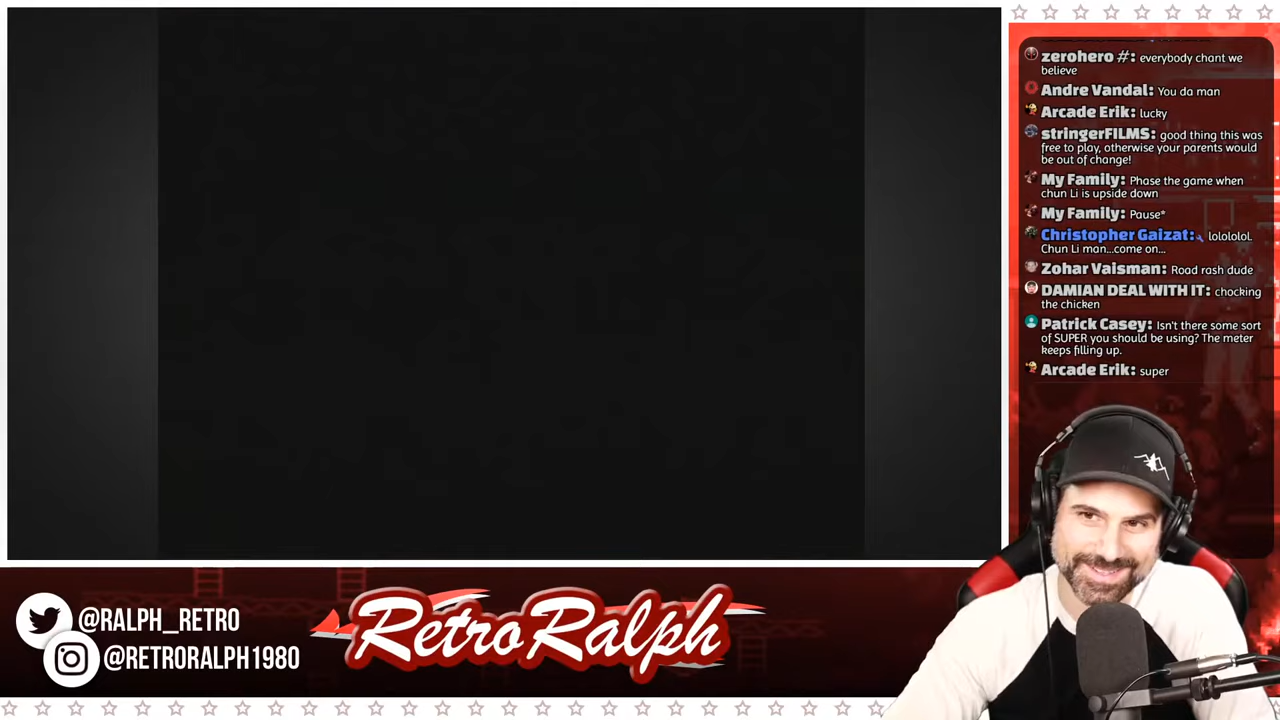 zerohero #: everybody chant we
believe
Andre Vandal: You da man
Arcade Erik: lucky
stringerFILMS: good thing this was
free to play, otherwise your parents would
be out of change!
My Family: Phase the game when
chun Li is upside down
My Family: Pause*
Christopher Gaizat: lolololol.
Chun Li man...come on...
Zohar Vaisman: Road rash dude
DAMIAN DEAL WITH IT: chocking
the chicken
Patrick Casey: Isn't there some sort
of SUPER you should be using? The meter
keeps filling up.
Arcade Erik: super
@RALPH_RETRO
@RETRORALPH1980
RetroRalph